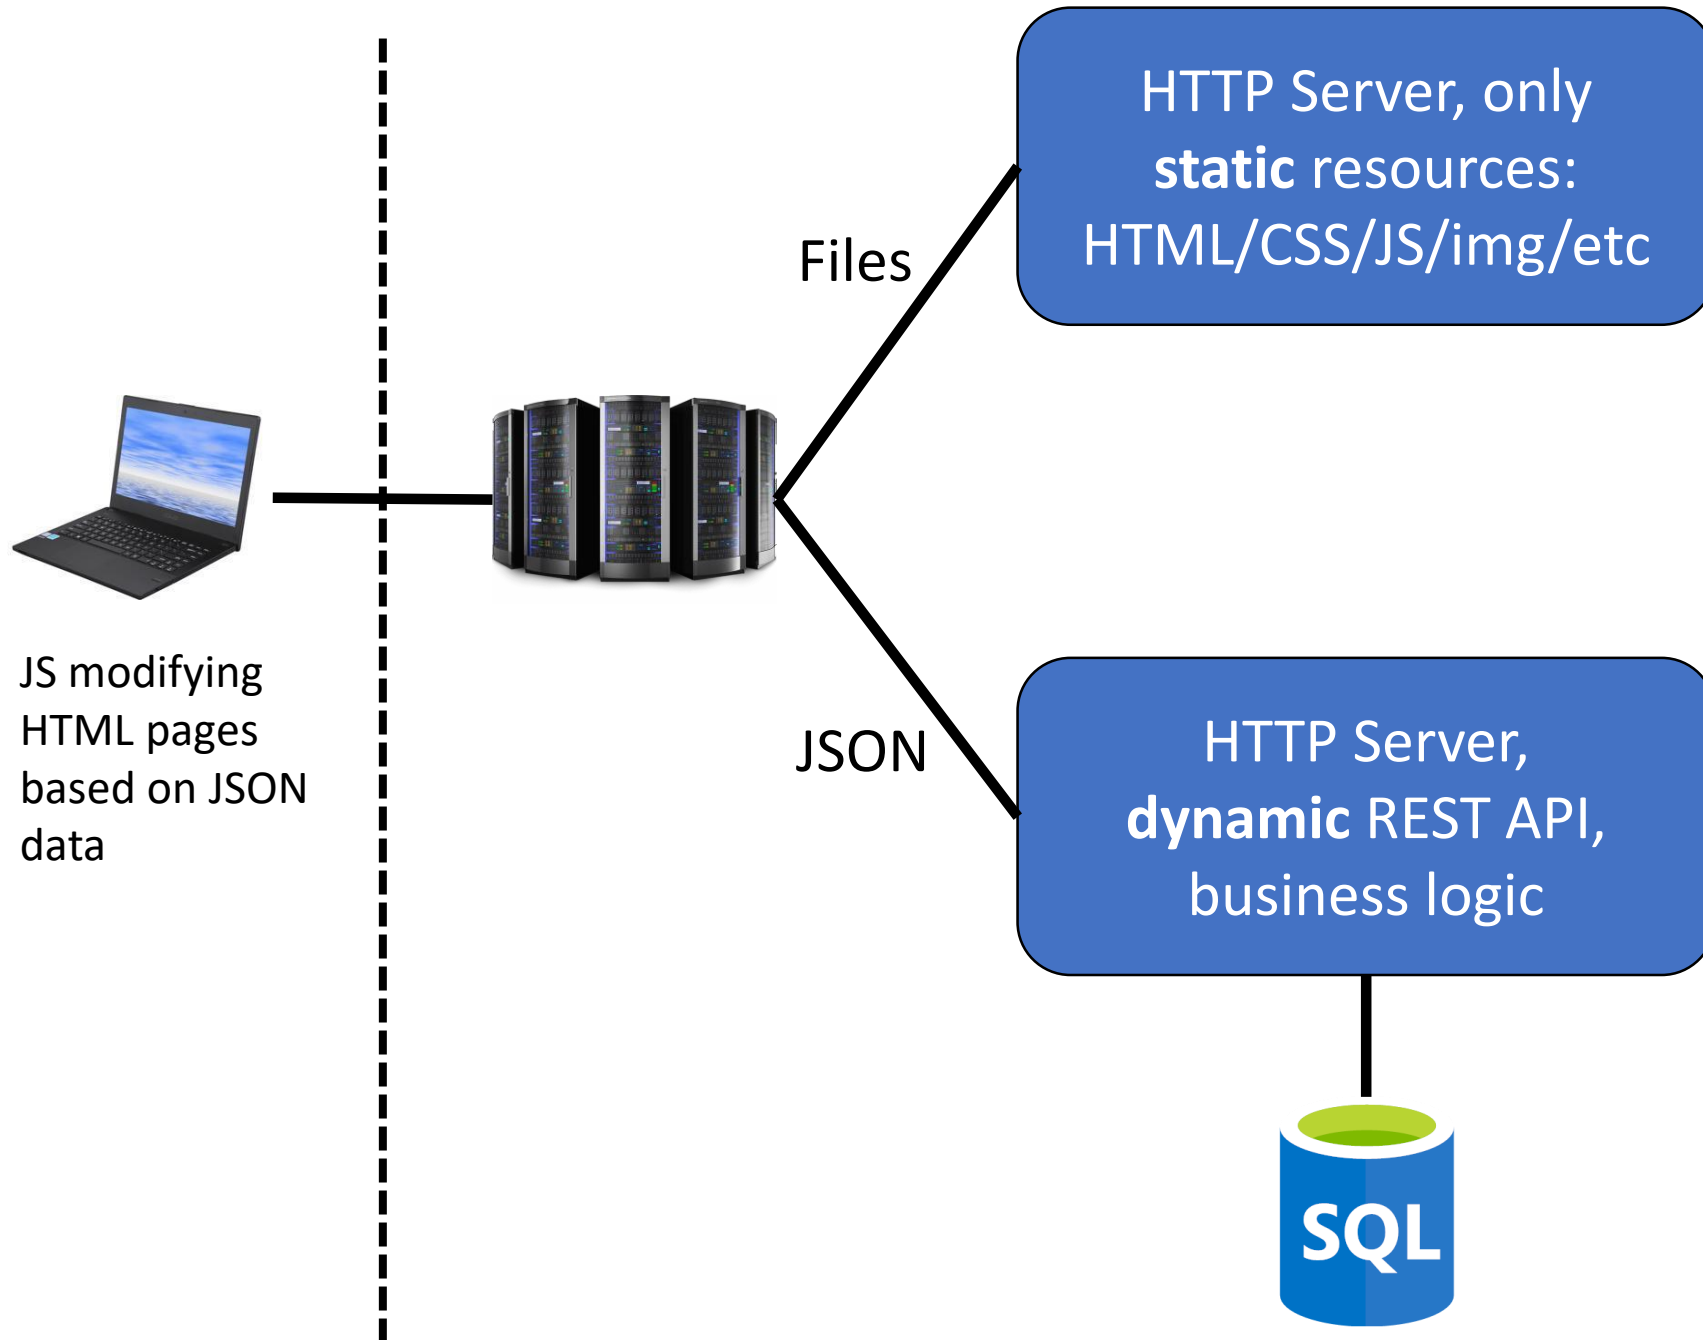 HTTP Server, only
static resources:
HTML/CSS/JS/img/etc
Files
JS modifying
HTML pages
based on JSON
data
JSON
HTTP Server,
dynamic REST API,
business logic
SQL